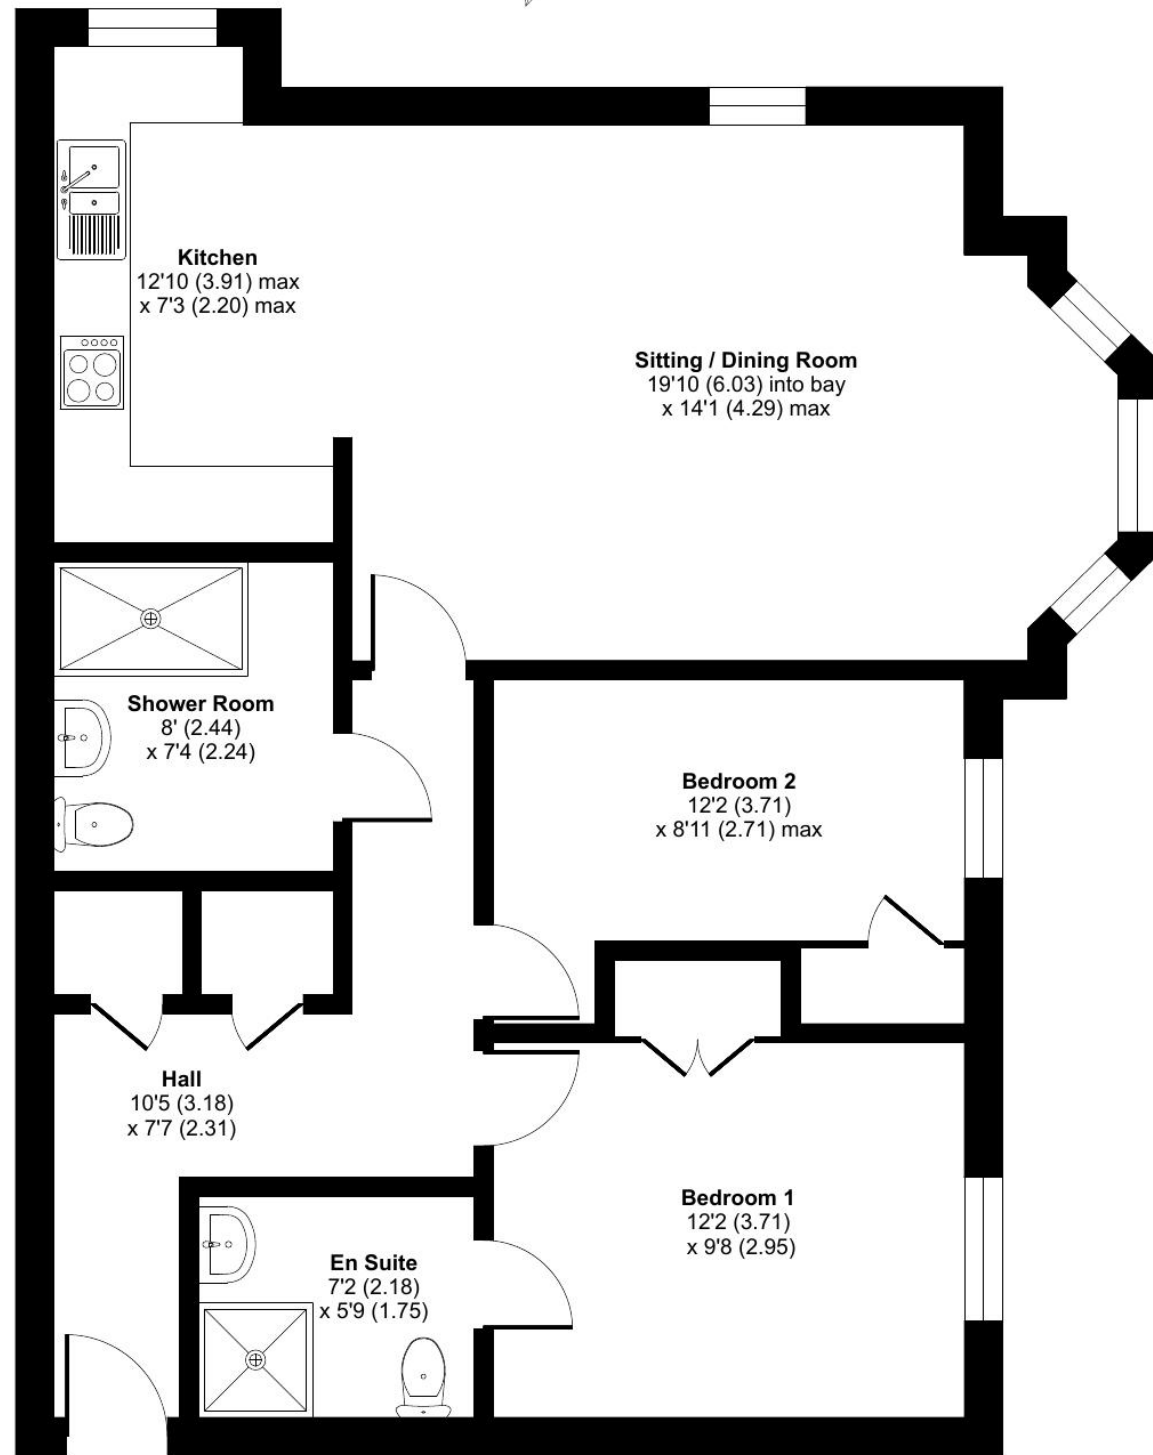 Kitchen
12'10 (3.91) max
x 7'3 (2.20) max
Sitting / Dining Room
19'10 (6.03) into bay
x 14'1 (4.29) max
Shower Room
8' (2.44)
x 7'4 (2.24)
Bedroom 2
12'2 (3.71)
x 8'11 (2.71) max
Hall
10'5 (3.18)
x 7'7 (2.31)
Bedroom 1
12'2 (3.71)
x 9'8 (2.95)
En Suite
7'2 (2.18)
x 5'9 (1.75)